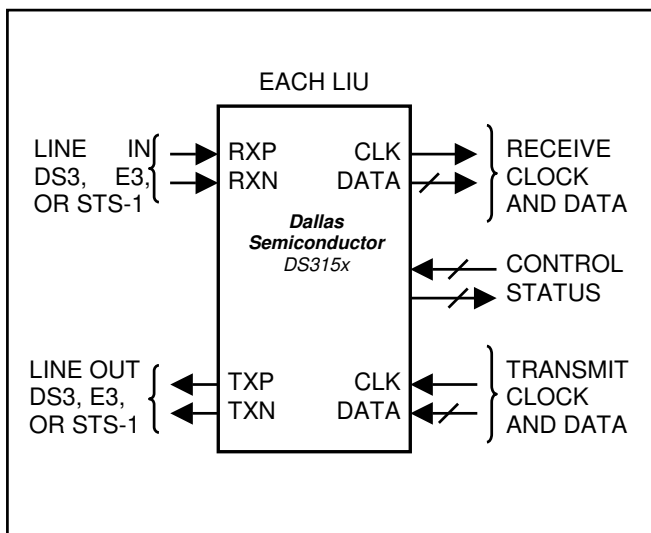 EACH LIU
LINE IN
DS3, E3,
OR STS-1
RXP
RXN
CLK
DATA
RECEIVE
CLOCK
AND DATA
Dallas
Semiconductor
DS315x
CONTROL
STATUS
LINE OUT
DS3, E3,
OR STS-1
TXP
TXN
CLK
DATA
TRANSMIT
CLOCK
AND DATA